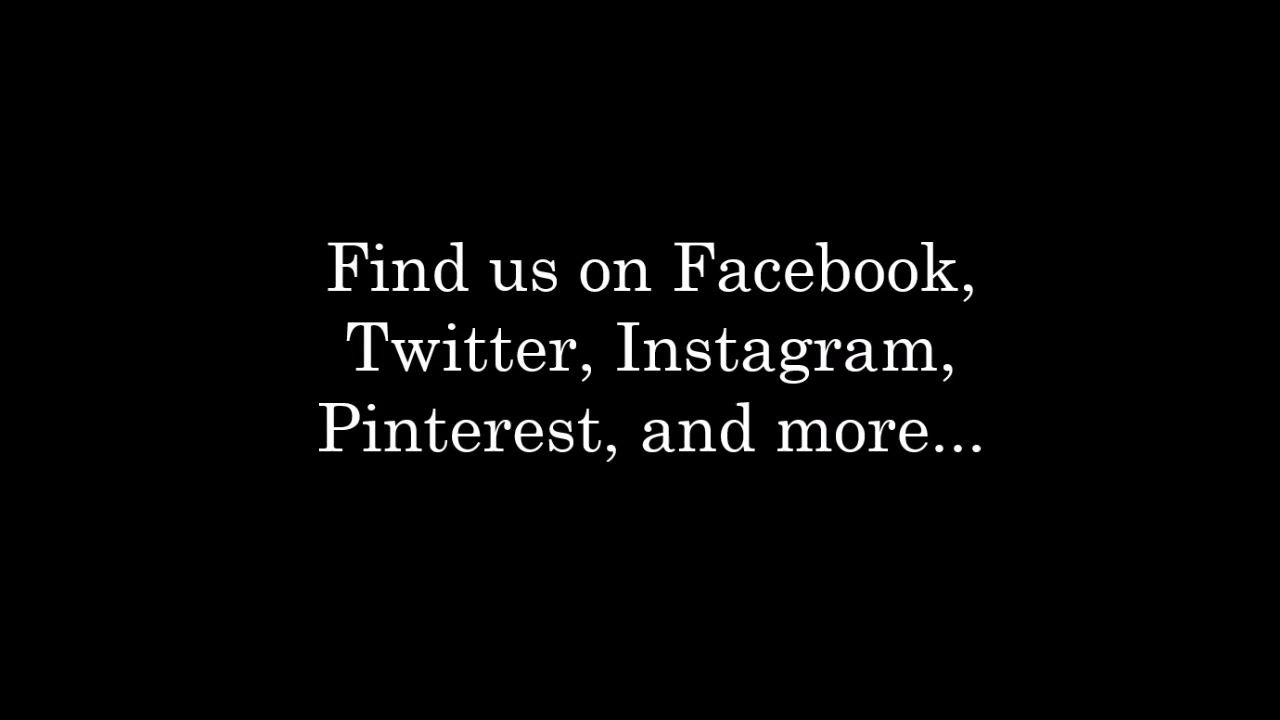 Find us on Facebook,
Twitter, Instagram,
Pinterest, and more...